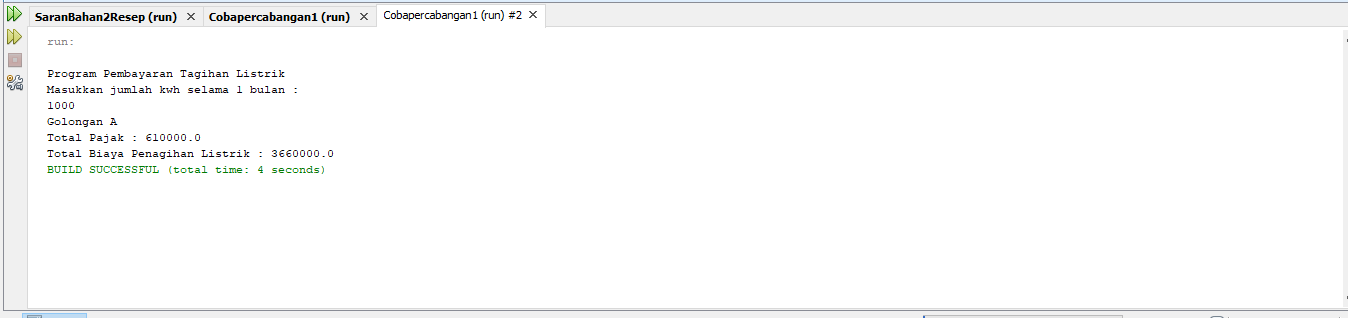 SaranBahan2Resep (run) Cobapercabangan1 (run) Cobapercabangan1 (run) #2
run:
Program Pembayaran Tagihan Listrik
Masukkan jumlah kwh selama 1 bulan :
1000
Golongan A
Total Pajak : 610000.0
Total Biaya Penagihan Listrik : 3660000.0
BUILD SUCCESSFUL (total time: 4 seconds)